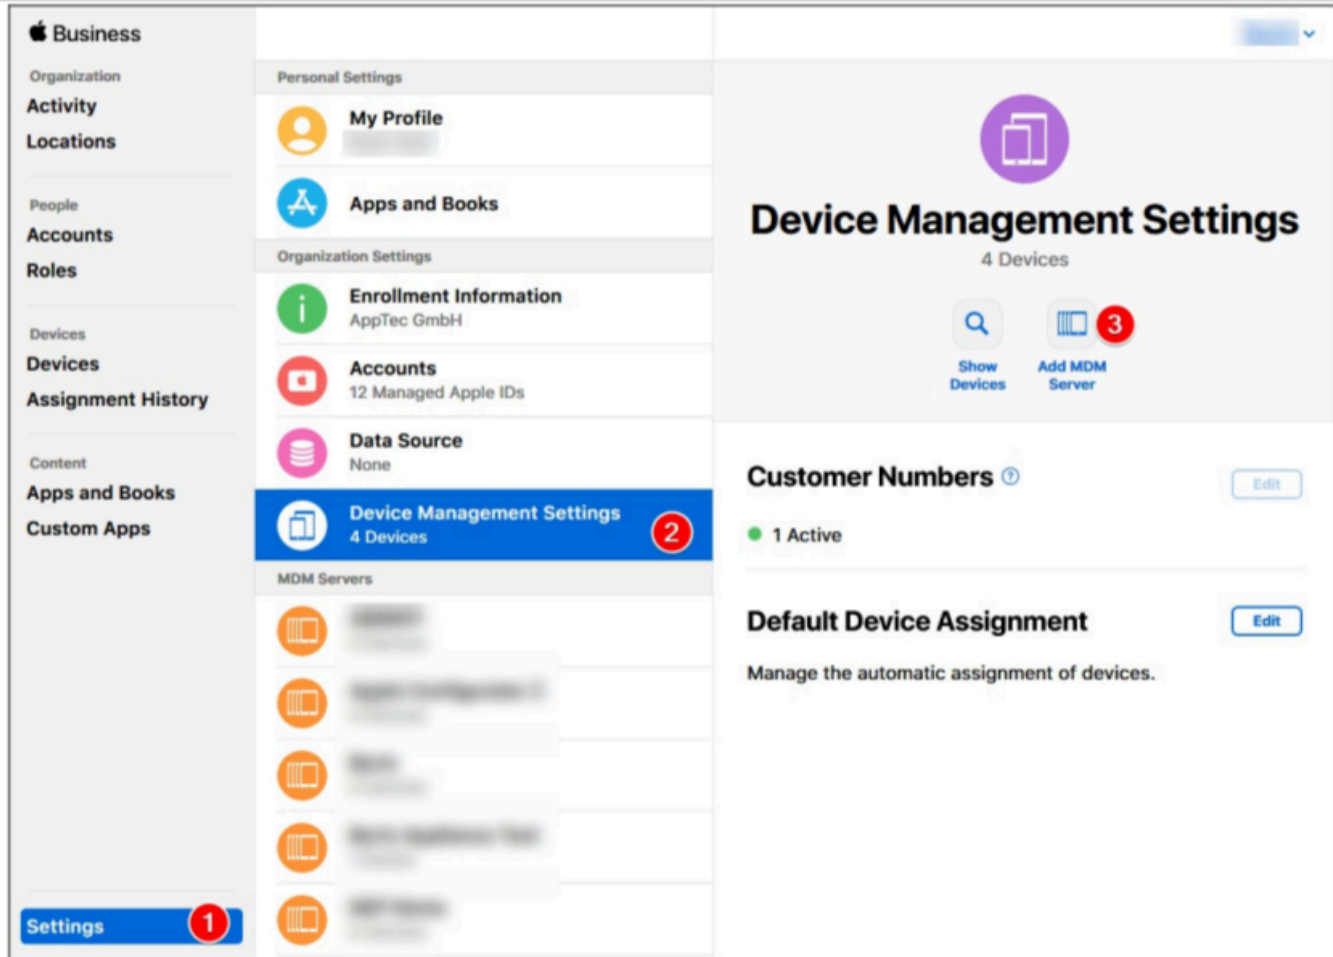 Business
Organization
Activity
Locations
People
Accounts
Roles
Devices
Devices
Assignment History
Content
Apps and Books
Custom Apps
Settings
1
Personal Settings
My Profile
Apps and Books
Organization Settings
Enrollment Information
AppTec GmbH
Accounts
12 Managed Apple IDs
Data Source
None
Device Management Settings
4 Devices
2
MDM Servers
Device Management Settings
4 Devices
3
Show
Devices
Add MDM
Server
Customer Numbers ?
Edit
1 Active
Default Device Assignment
Edit
Manage the automatic assignment of devices.